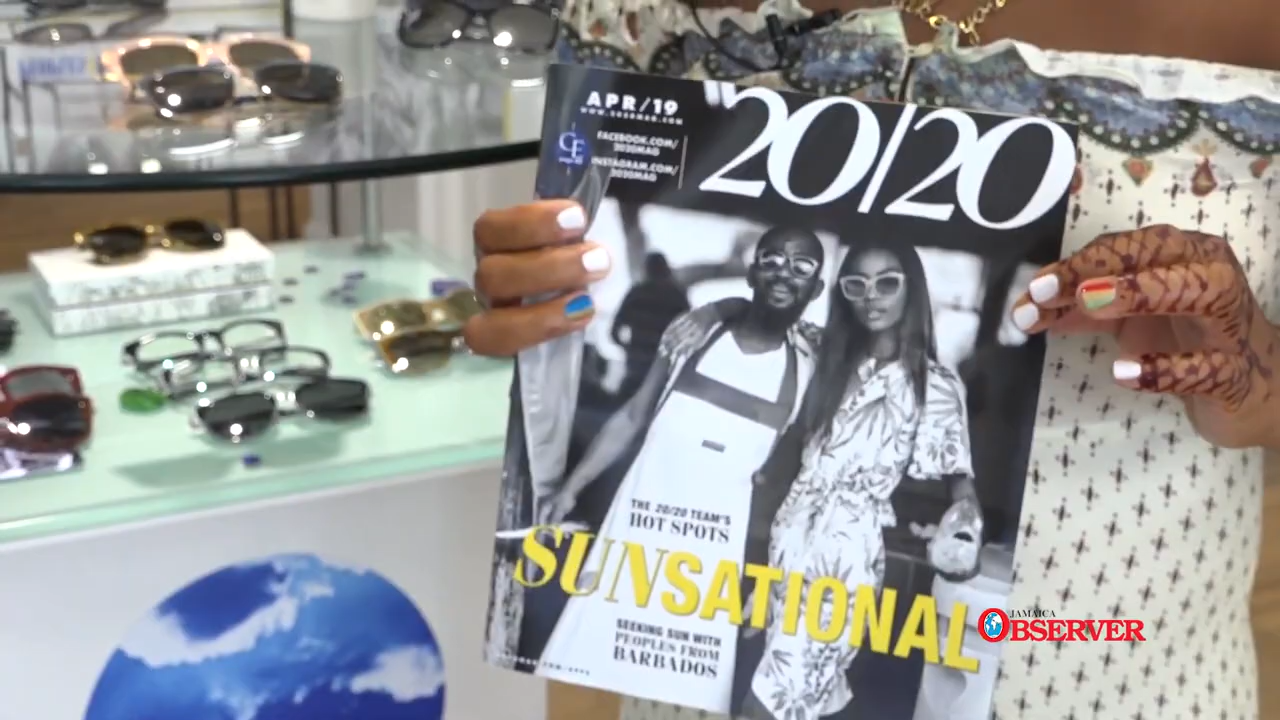 APR/19
WWW.2020MAG.COM
FACEBOOK.COM/
2020MAG
INSTAGRAM.COM/
2020MAG
20/20
THE 20/20 TEAM'S
HOT SPOTS
SUNSATIONAL
SEEKING SUN WITH
PEOPLES FROM
BARBADOS
JAMAICA
OBSERVER